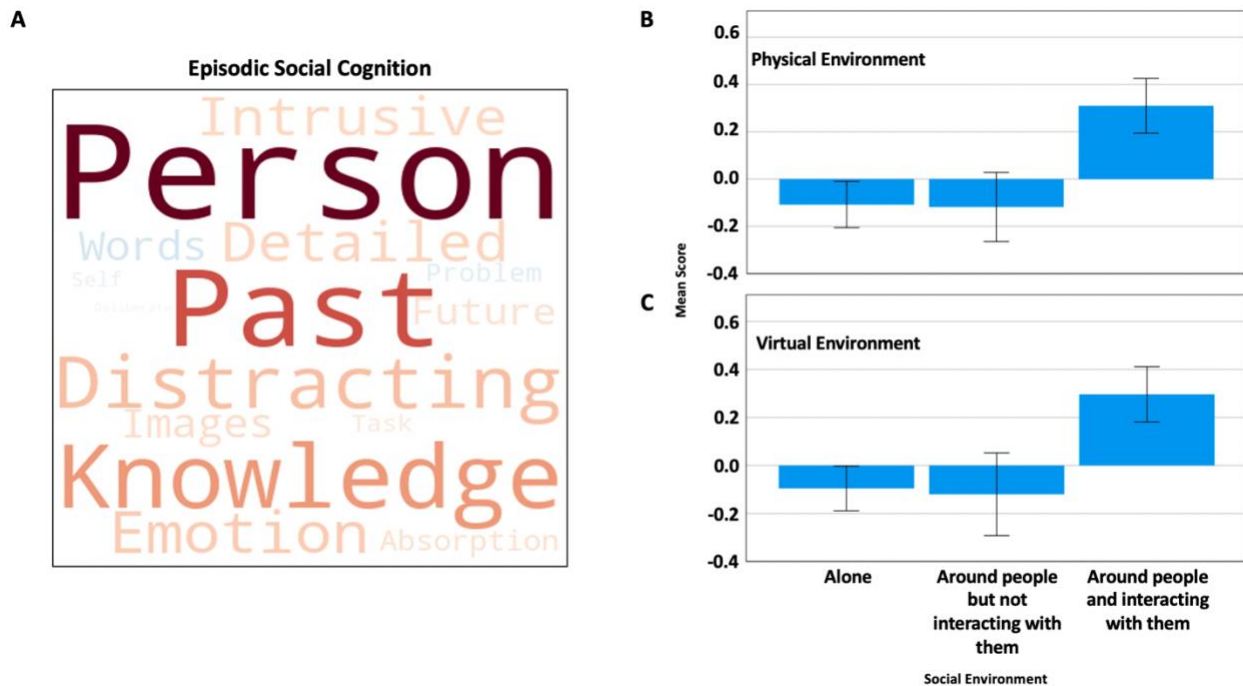 A
Episodic Social Cognition
Intrusive
Person
Words Detailed
Self
Problem
Past
Deliberate
Future
Distracting
Images
Task
Knowledge
Emotion
Absorption
B
Physical Environment
0.6
0.4
0.2
0.0
-0.2
-0.4
Mean Score
C
Virtual Environment
0.6
0.4
0.2
0.0
-0.2
-0.4
Alone
Around people
but not
interacting with
them
Around people
and interacting
with them
Social Environment